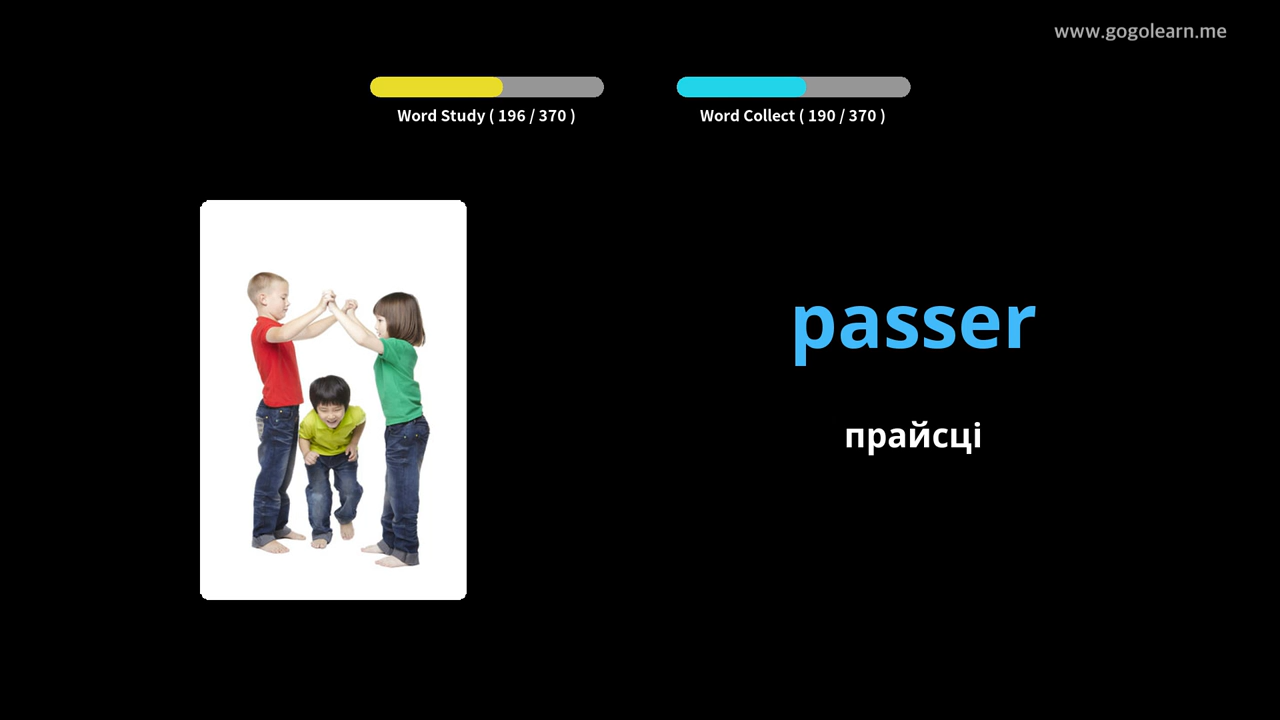 www.gogolearn.me
Word Study ( 196 / 370 )
Word Collect ( 190 / 370 )
passer
прайсці